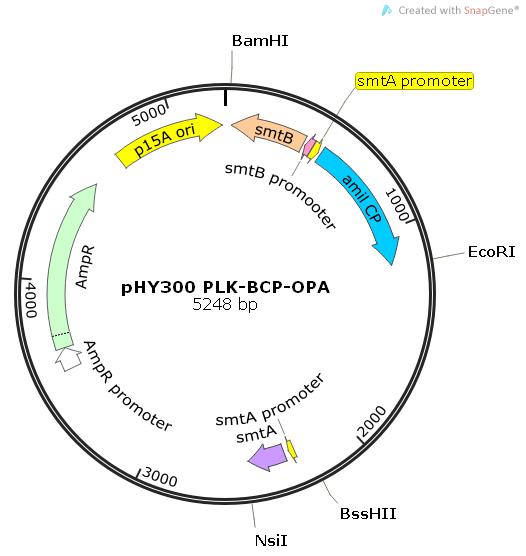 Created with SnapGene®
BamHI
smtA promoter
5000
p15A ori
smtB
smtB promooter
amil CP
1000
EcoRI
AmpR
pHY300 PLK-BCP-OPA
5248 bp
4000
AmpR promoter
smtA promoter
smtA
2000
3000
BssHII
NsiI